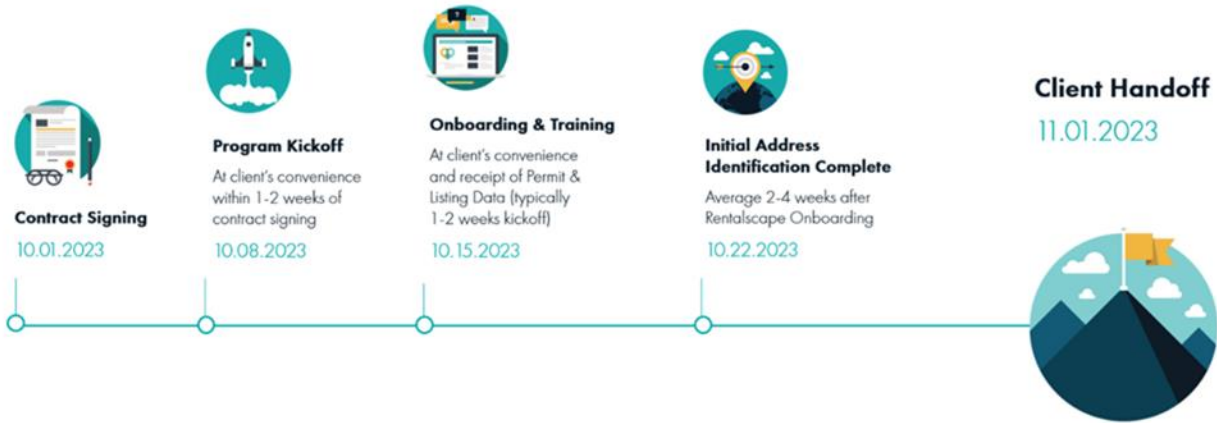 Contract Signing
10.01.2023
Program Kickoff
At client's convenience
within 1-2 weeks of
contract signing
10.08.2023
Onboarding & Training
At client's convenience
and receipt of Permit &
Listing Data (typically
1-2 weeks kickoff)
10.15.2023
Initial Address
Identification Complete
Average 2-4 weeks after
Rentalscape Onboarding
10.22.2023
Client Handoff
11.01.2023